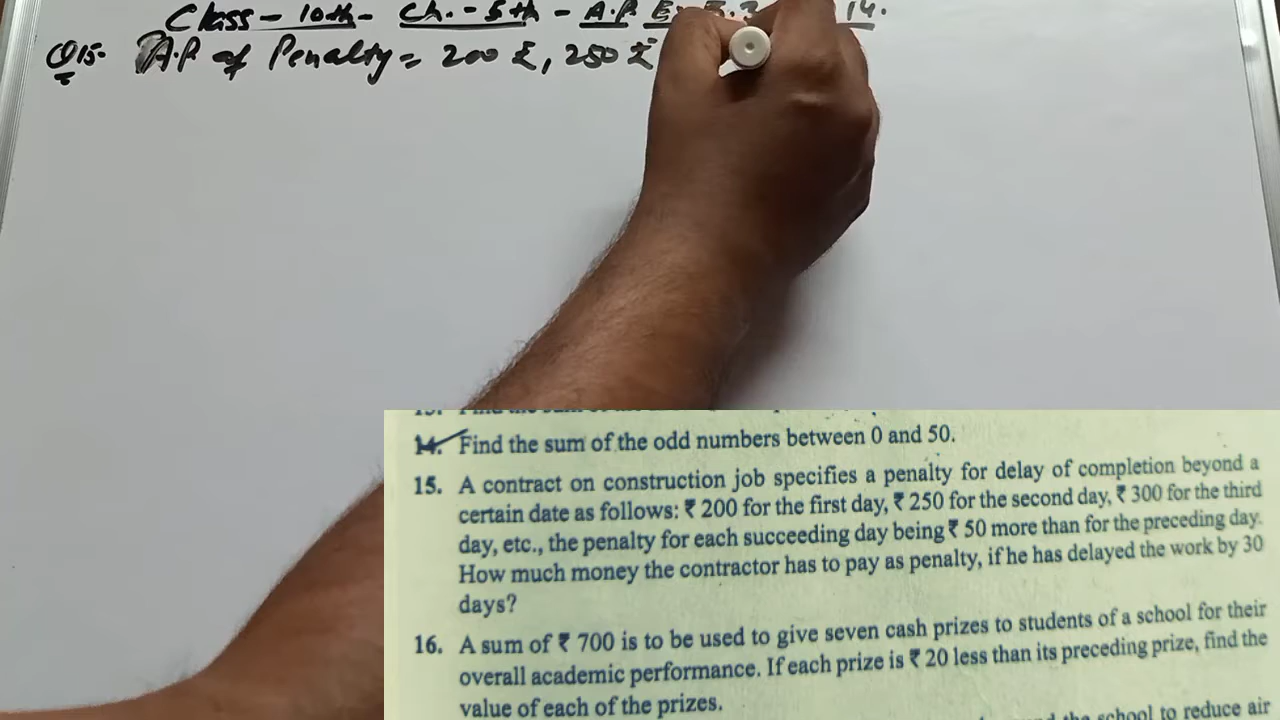 Class - 10th - Ch. - 5th - A.P. 14.
Q15. A.P of Penalty = 200 ₹, 250 ₹
14. Find the sum of the odd numbers between 0 and 50.
15. A contract on construction job specifies a penalty for delay of completion beyond a
certain date as follows: ₹ 200 for the first day, ₹ 250 for the second day, ₹ 300 for the third
day, etc., the penalty for each succeeding day being ₹ 50 more than for the preceding day.
How much money the contractor has to pay as penalty, if he has delayed the work by 30
days?
16. A sum of ₹ 700 is to be used to give seven cash prizes to students of a school for their
overall academic performance. If each prize is ₹ 20 less than its preceding prize, find the
value of each of the prizes.
the school to reduce air